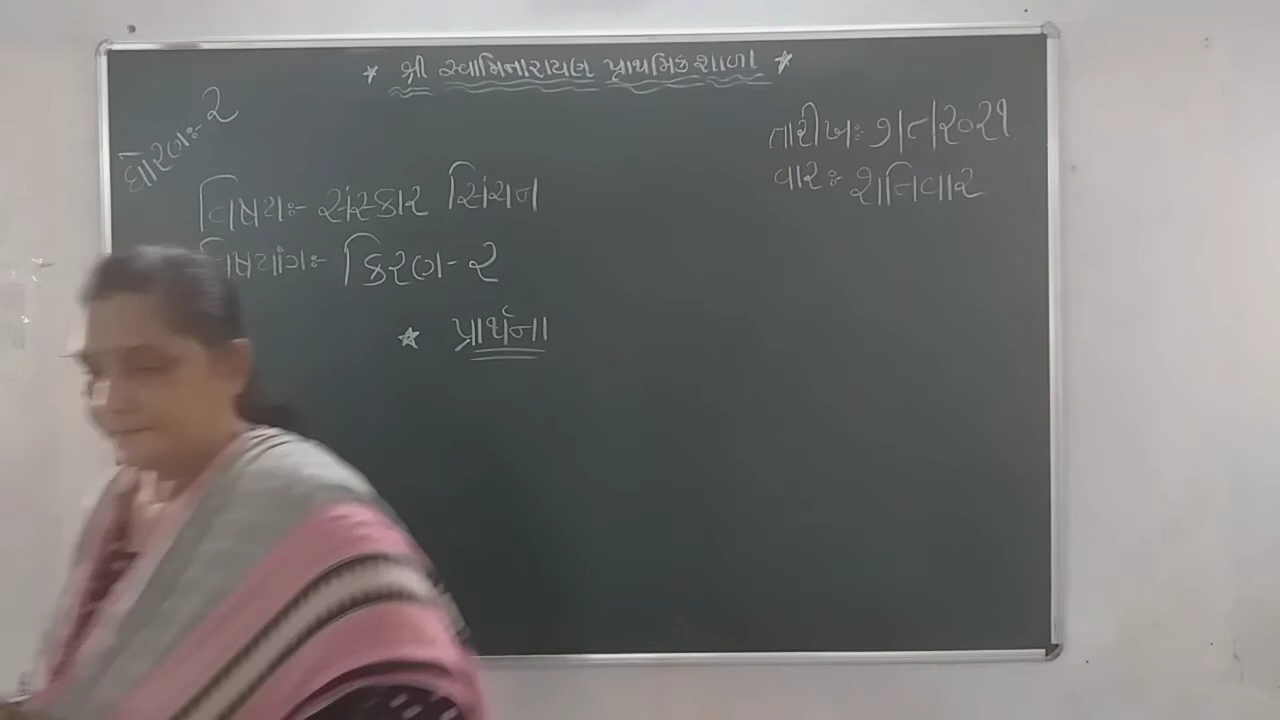 ★ શ્રી સ્વામિનારાયણ પ્રાથમિક શાળા ★
ધોરણઃ- ૨
તારીખઃ ૭/૮/૨૦૨૧
વારઃ શનિવાર
વિષયઃ- સંસ્કાર સિંચન
વિષયાંગઃ- કિરણ-૨
★ પ્રાર્થના